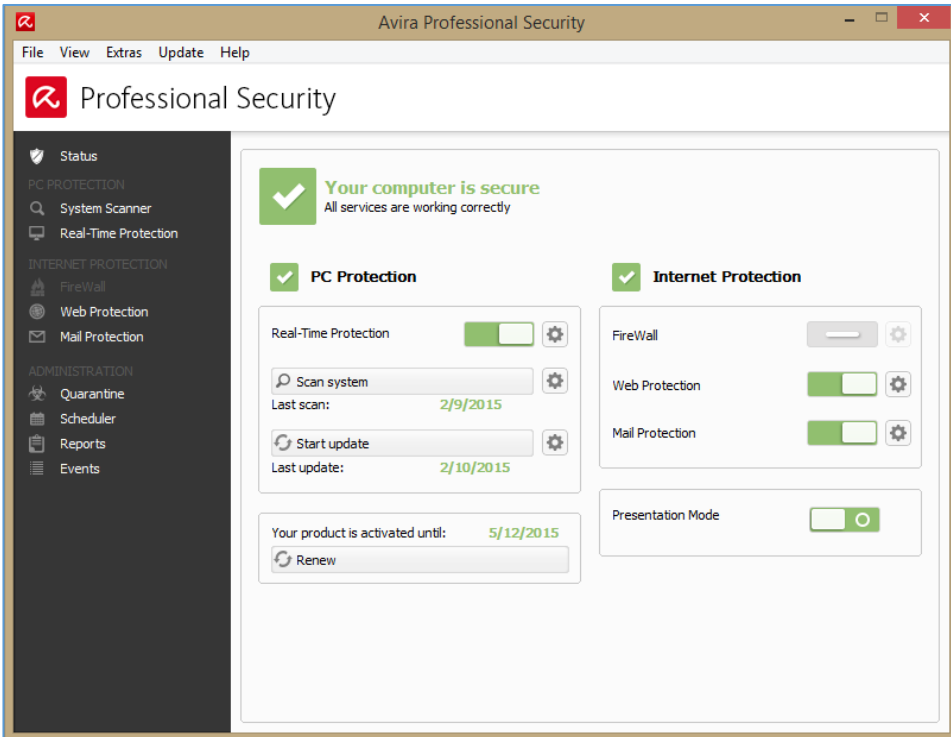 Avira Professional Security
File View Extras Update Help
Professional Security
Status
PC PROTECTION
System Scanner
Real-Time Protection
INTERNET PROTECTION
FireWall
Web Protection
Mail Protection
ADMINISTRATION
Quarantine
Scheduler
Reports
Events
Your computer is secure
All services are working correctly
PC Protection
Real-Time Protection
Scan system
Last scan: 2/9/2015
Start update
Last update: 2/10/2015
Your product is activated until: 5/12/2015
Renew
Internet Protection
FireWall
Web Protection
Mail Protection
Presentation Mode